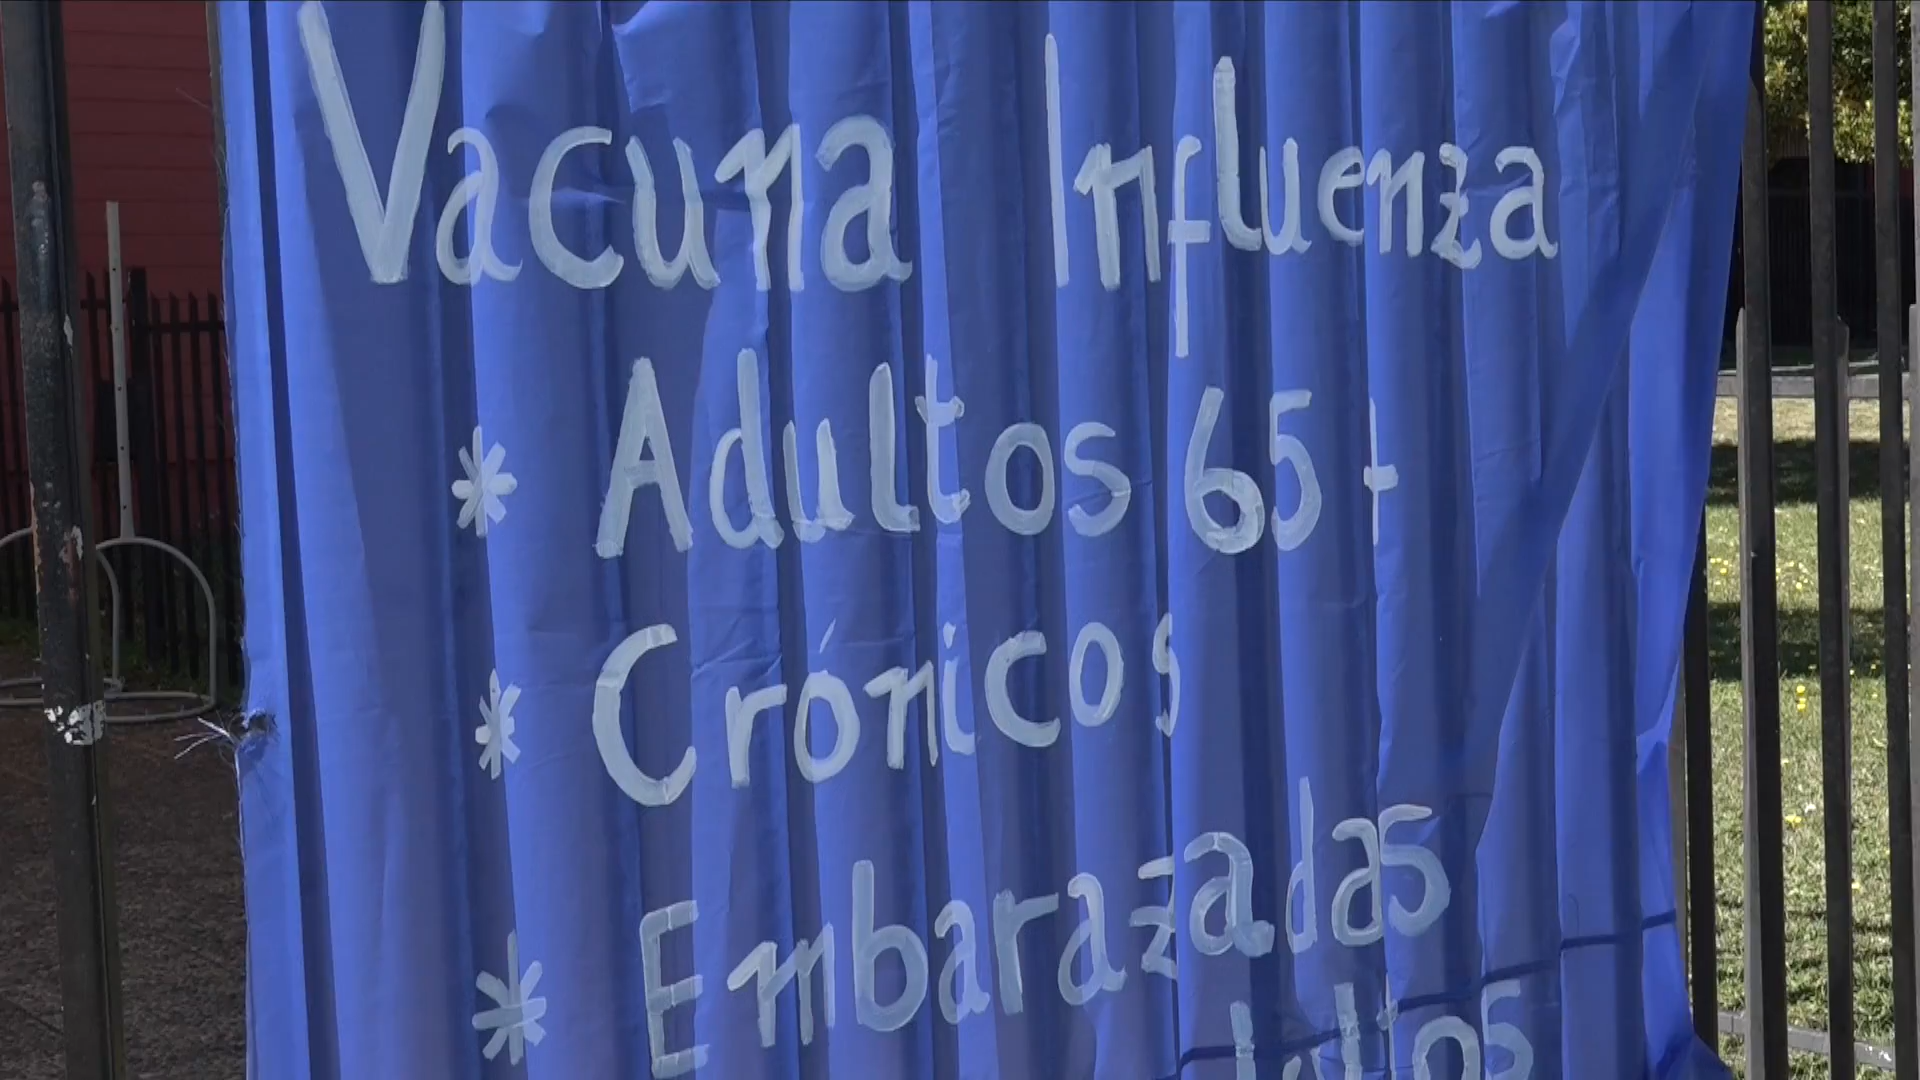 Vacuna Influenza
* Adultos 65 +
* Crónicos
* Embarazadas